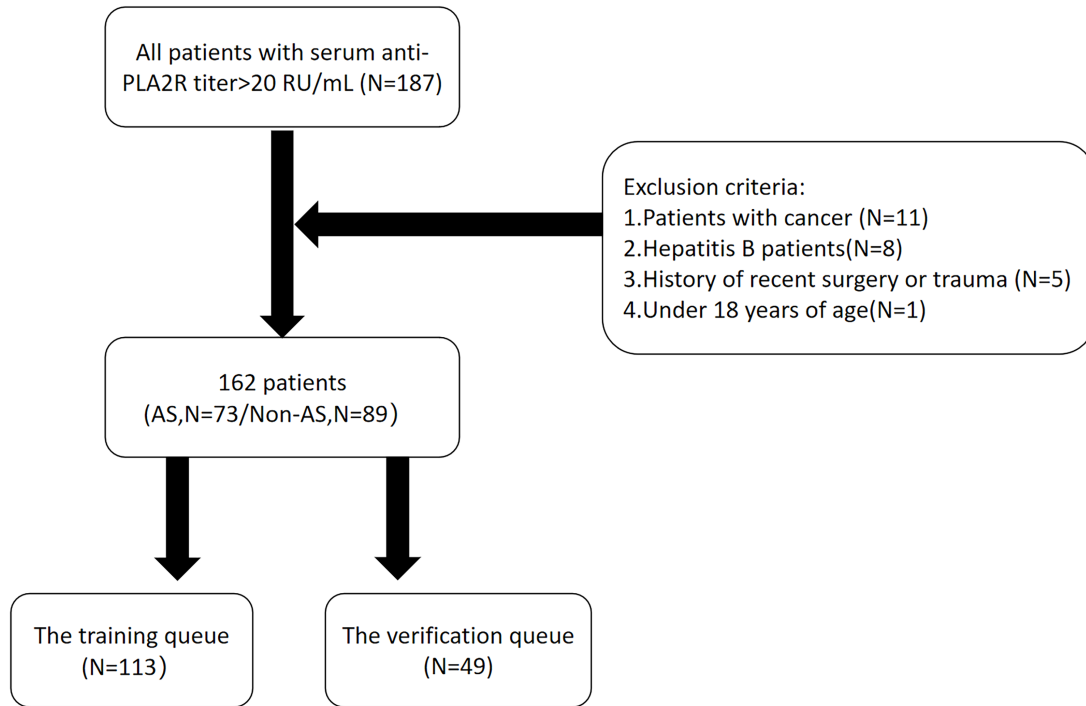 All patients with serum anti-
PLA2R titer>20 RU/mL (N=187)
Exclusion criteria:
1.Patients with cancer (N=11)
2.Hepatitis B patients(N=8)
3.History of recent surgery or trauma (N=5)
4.Under 18 years of age(N=1)
162 patients
(AS,N=73/Non-AS,N=89）
The training queue
(N=113)
The verification queue
(N=49)